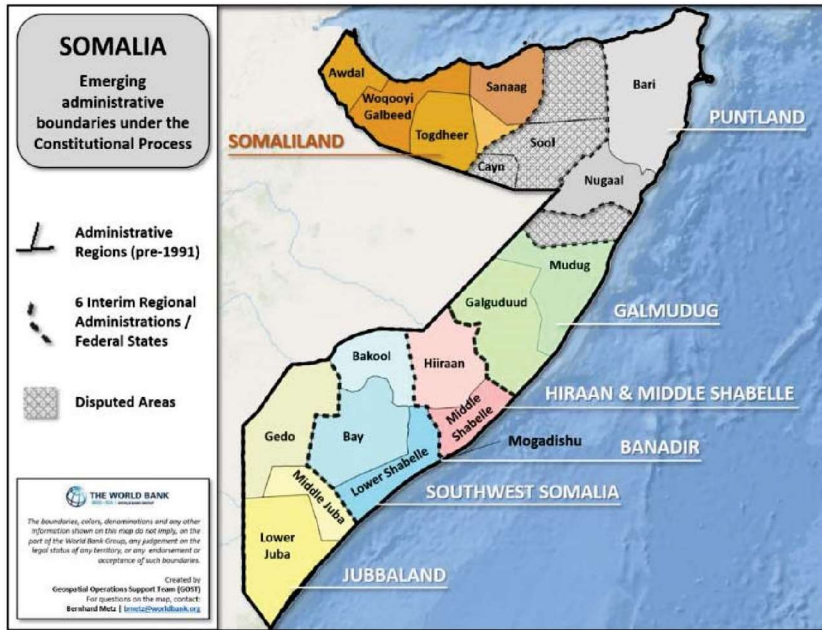 SOMALIA
Emerging
administrative
boundaries under the
Constitutional Process
Administrative
Regions (pre-1991)
6 Interim Regional
Administrations /
Federal States
Disputed Areas
THE WORLD BANK
The boundaries, colors, denominations and any other
information shown on this map do not imply, on the
part of the World Bank Group, any judgement on the
legal status of any territory, or any endorsement or
acceptance of such boundaries.
Created by
Geospatial Operations Support Team (GOST)
For questions on the map, contact:
Bernhard Metz | bmetz@worldbank.org
Awdal
Woqooyi
Galbeed
Togdheer
Sanaag
Sool
Cayn
Bari
Nugaal
SOMALILAND
PUNTLAND
Mudug
Galguduud
GALMUDUG
Bakool
Hiiraan
Middle
Shabelle
HIRAAN & MIDDLE SHABELLE
Gedo
Bay
Lower Shabelle
Mogadishu
BANADIR
SOUTHWEST SOMALIA
Middle Juba
Lower
Juba
JUBBALAND